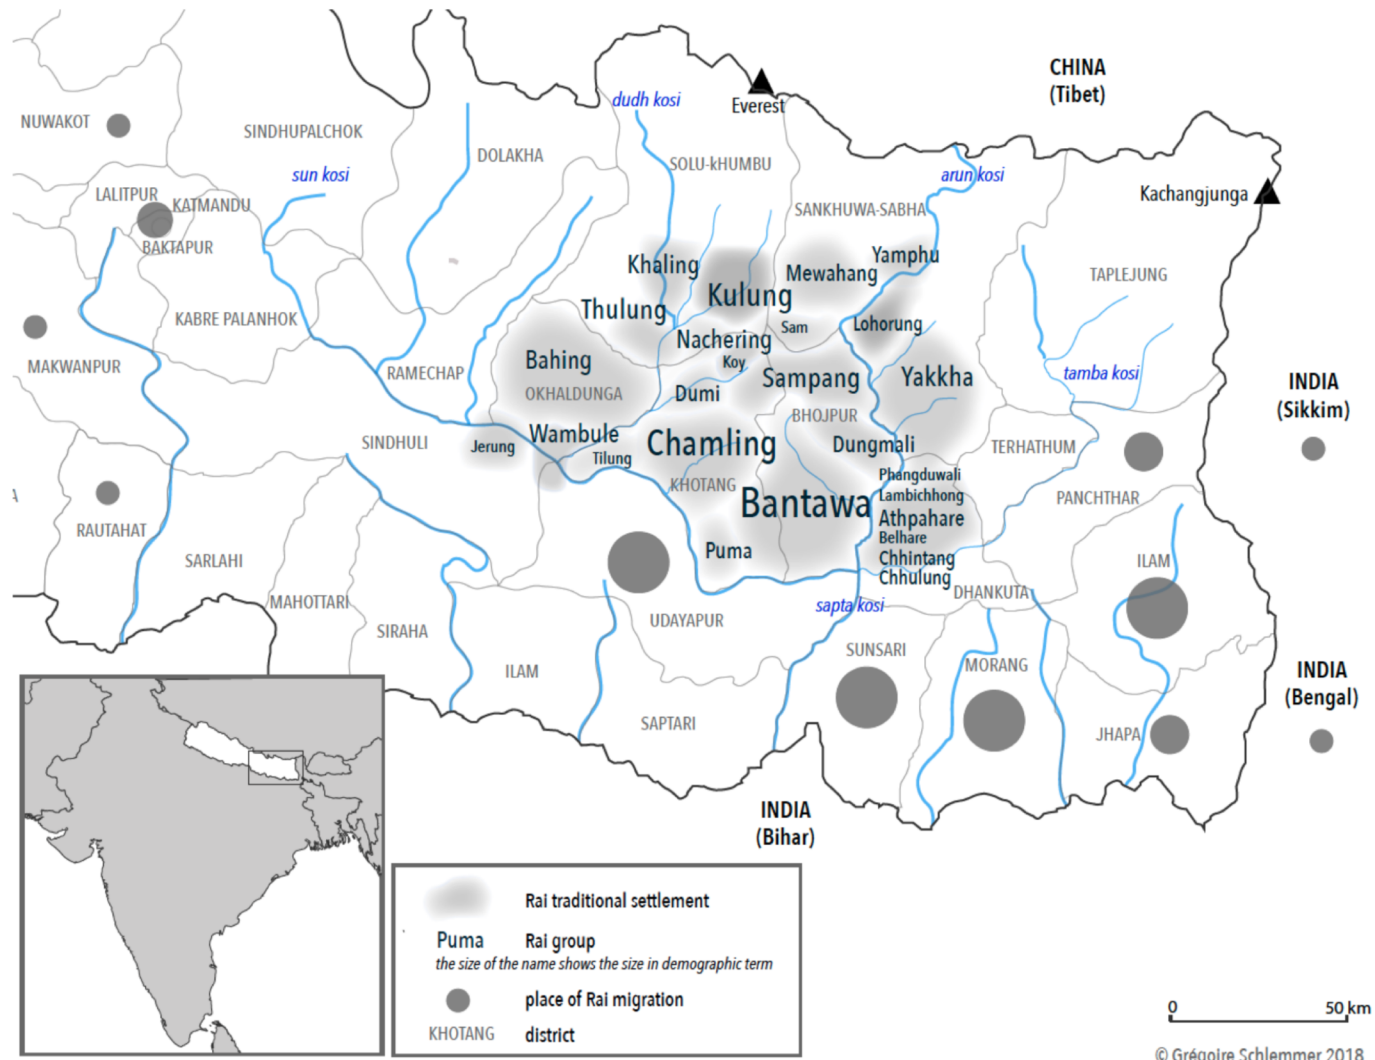 CHINA
(Tibet)
dudh kosi
Everest
NUWAKOT
SINDHUPALCHOK
DOLAKHA
SOLU-kHUMBU
sun kosi
arun kosi
Kachangjunga
LALITPUR
KATMANDU
SANKHUWA-SABHA
BAKTAPUR
Yamphu
Khaling
Mewahang
TAPLEJUNG
Kulung
Thulung
KABRE PALANHOK
Sam
Lohorung
Nachering
Koy
Bahing
MAKWANPUR
RAMECHAP
Sampang
Yakkha
tamba kosi
INDIA
(Sikkim)
OKHALDUNGA
Dumi
BHOJPUR
SINDHULI
Jerung
Wambule
Chamling
Dungmali
TERHATHUM
Tilung
Phangduwali
KHOTANG
Lambichhong
PANCHTHAR
A
Bantawa
Athpahare
RAUTAHAT
Belhare
Puma
Chhintang
SARLAHI
ILAM
Chhulung
DHANKUTA
MAHOTTARI
sapta kosi
SIRAHA
UDAYAPUR
SUNSARI
MORANG
ILAM
INDIA
(Bengal)
SAPTARI
JHAPA
INDIA
(Bihar)
Rai traditional settlement
Puma Rai group
the size of the name shows the size in demographic term
place of Rai migration
KHOTANG district
0 50 km
© Grégoire Schlemmer 2018